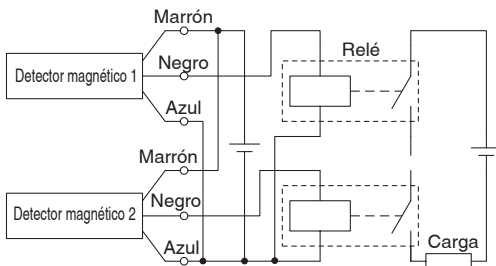 Marrón
Detector magnético 1
Negro
Azul
Relé
Marrón
Detector magnético 2
Negro
Azul
Carga